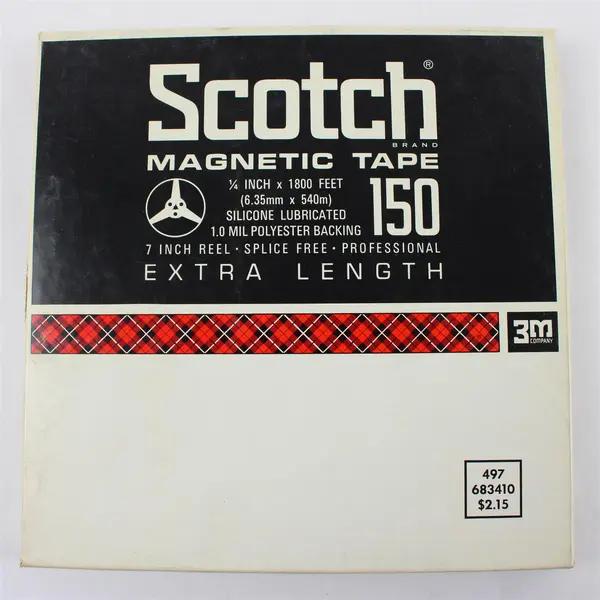 Scotch®
BRAND
MAGNETIC TAPE
¼ INCH x 1800 FEET
(6.35mm x 540m)
SILICONE LUBRICATED
1.0 MIL POLYESTER BACKING
150
7 INCH REEL · SPLICE FREE · PROFESSIONAL
EXTRA LENGTH
3M
COMPANY
497
683410
$2.15